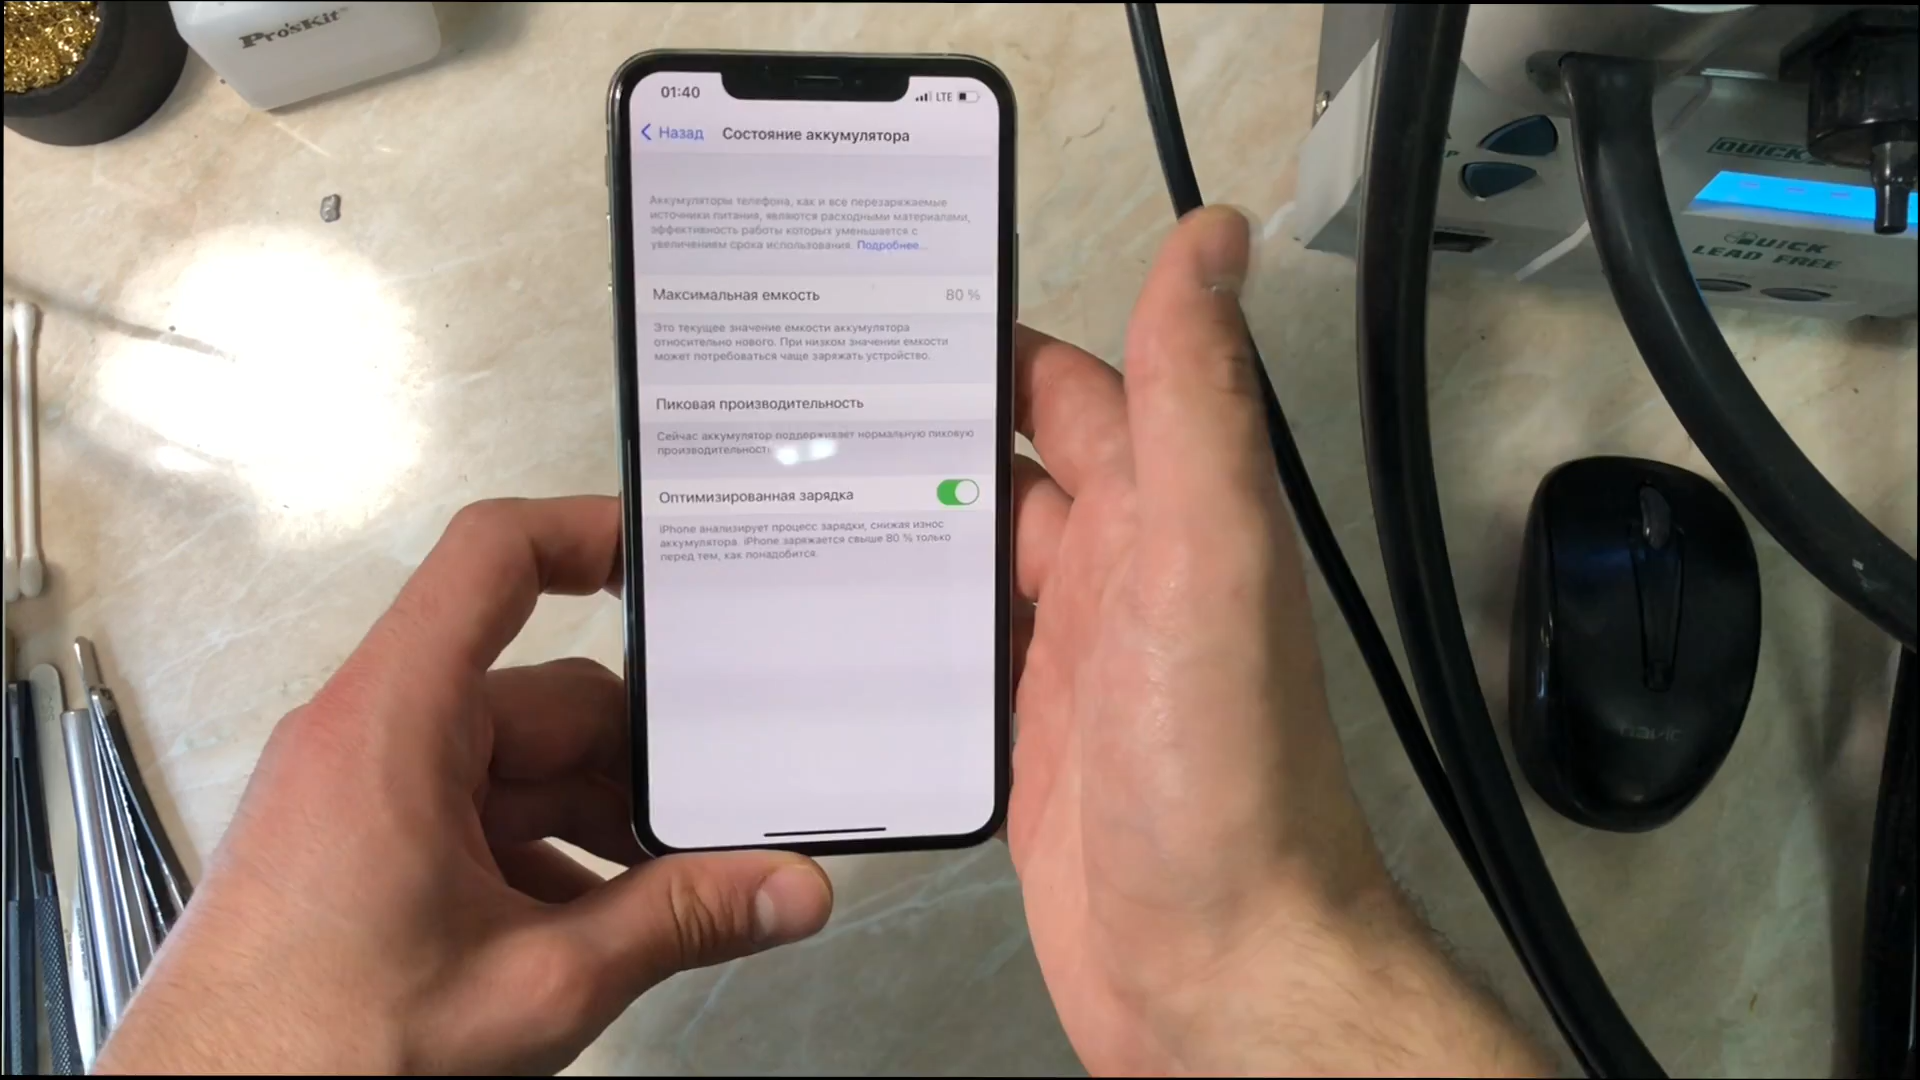 Pro'sKit
01:40
LTE
Назад
Состояние аккумулятора
Аккумуляторы телефона, как и все перезаряжаемые
источники питания, являются расходными материалами,
эффективность работы которых уменьшается с
увеличением срока использования. Подробнее...
Максимальная емкость
80 %
Это текущее значение емкости аккумулятора
относительно нового. При низком значении емкости
может потребоваться чаще заряжать устройство.
Пиковая производительность
Сейчас аккумулятор поддерживает нормальную пиковую
производительность
Оптимизированная зарядка
iPhone анализирует процесс зарядки, снижая износ
аккумулятора. iPhone заряжается свыше 80 % только
перед тем, как понадобится.
QUICK
QUICK
LEAD FREE